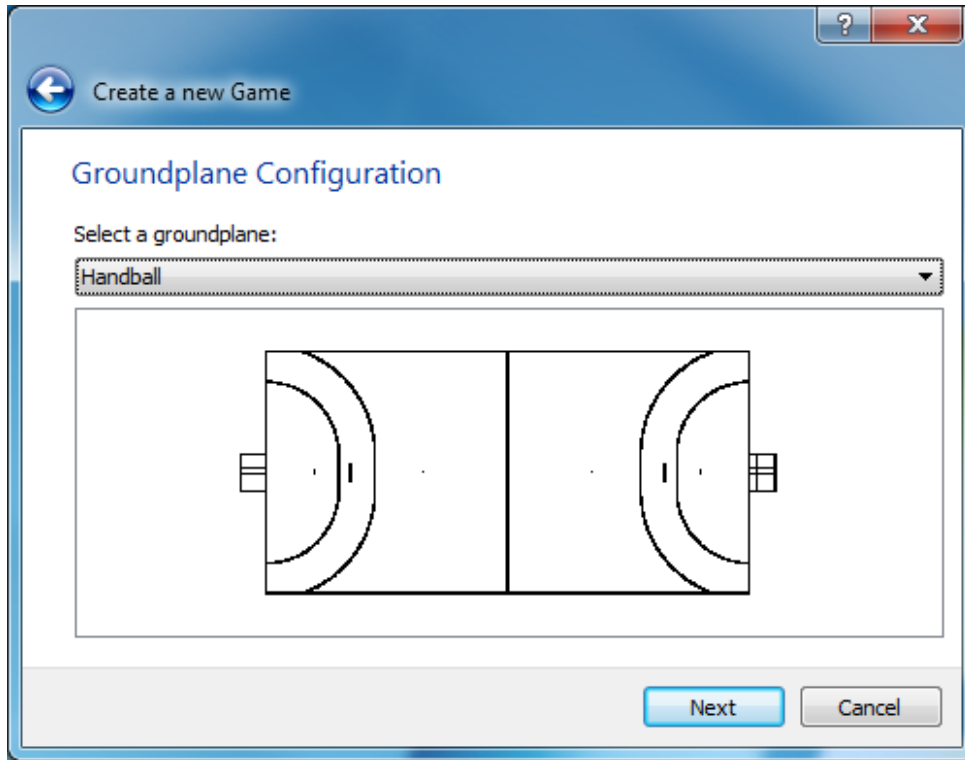 ?
Create a new Game
Groundplane Configuration
Select a groundplane:
Handball
Next
Cancel